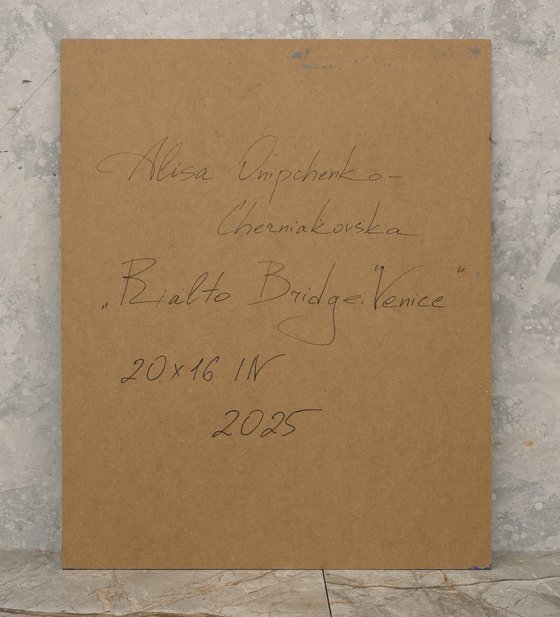 Alisa Onipchenko-
Cherniakovska
„Rialto Bridge. Venice"
20x16 IN
2025